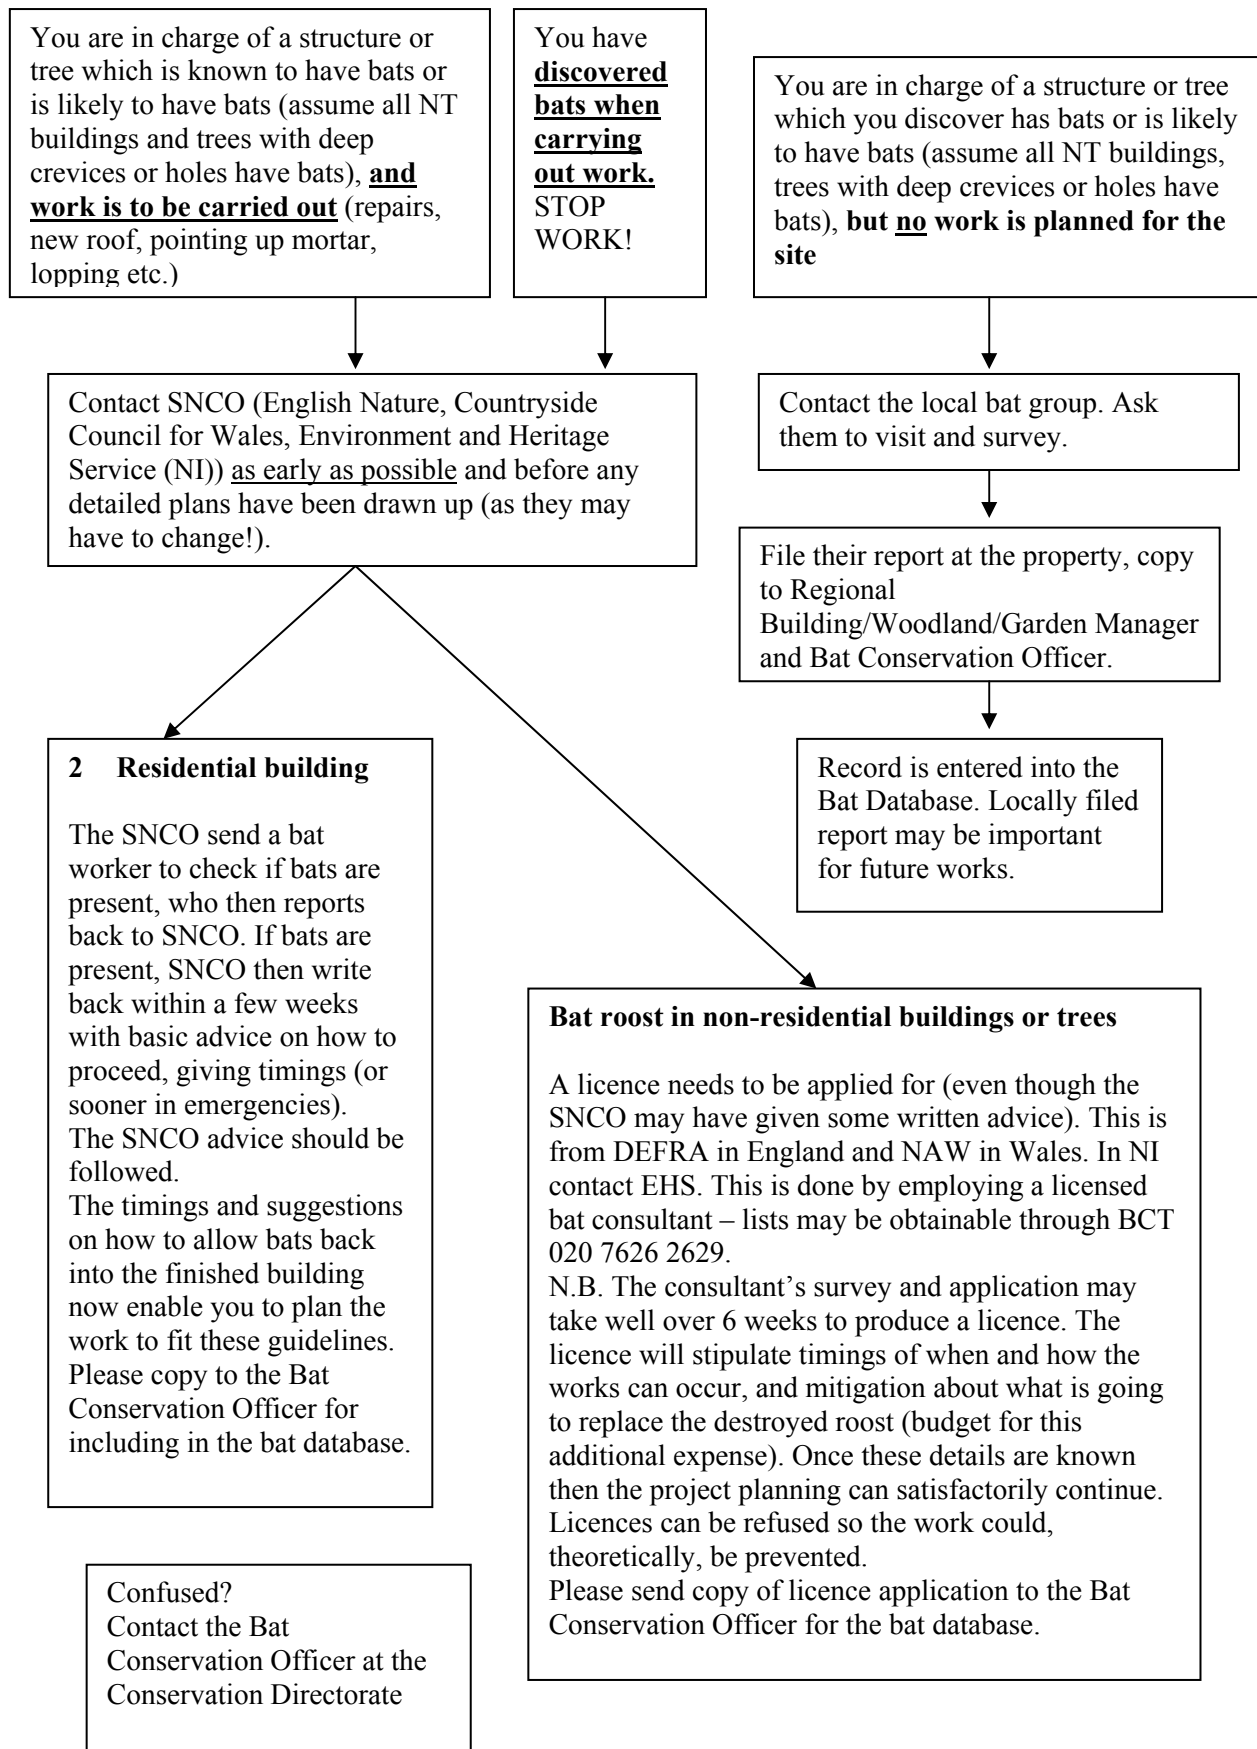 You are in charge of a structure or
tree which is known to have bats or
is likely to have bats (assume all NT
buildings and trees with deep
crevices or holes have bats), and
work is to be carried out (repairs,
new roof, pointing up mortar,
lopping etc.)
You have
discovered
bats when
carrying
out work.
STOP
WORK!
You are in charge of a structure or tree
which you discover has bats or is likely
to have bats (assume all NT buildings,
trees with deep crevices or holes have
bats), but no work is planned for the
site
Contact SNCO (English Nature, Countryside
Council for Wales, Environment and Heritage
Service (NI)) as early as possible and before any
detailed plans have been drawn up (as they may
have to change!).
Contact the local bat group. Ask
them to visit and survey.
File their report at the property, copy
to Regional
Building/Woodland/Garden Manager
and Bat Conservation Officer.
Record is entered into the
Bat Database. Locally filed
report may be important
for future works.
2 Residential building
The SNCO send a bat
worker to check if bats are
present, who then reports
back to SNCO. If bats are
present, SNCO then write
back within a few weeks
with basic advice on how to
proceed, giving timings (or
sooner in emergencies).
The SNCO advice should be
followed.
The timings and suggestions
on how to allow bats back
into the finished building
now enable you to plan the
work to fit these guidelines.
Please copy to the Bat
Conservation Officer for
including in the bat database.
Bat roost in non-residential buildings or trees
A licence needs to be applied for (even though the
SNCO may have given some written advice). This is
from DEFRA in England and NAW in Wales. In NI
contact EHS. This is done by employing a licensed
bat consultant – lists may be obtainable through BCT
020 7626 2629.
N.B. The consultant’s survey and application may
take well over 6 weeks to produce a licence. The
licence will stipulate timings of when and how the
works can occur, and mitigation about what is going
to replace the destroyed roost (budget for this
additional expense). Once these details are known
then the project planning can satisfactorily continue.
Licences can be refused so the work could,
theoretically, be prevented.
Please send copy of licence application to the Bat
Conservation Officer for the bat database.
Confused?
Contact the Bat
Conservation Officer at the
Conservation Directorate